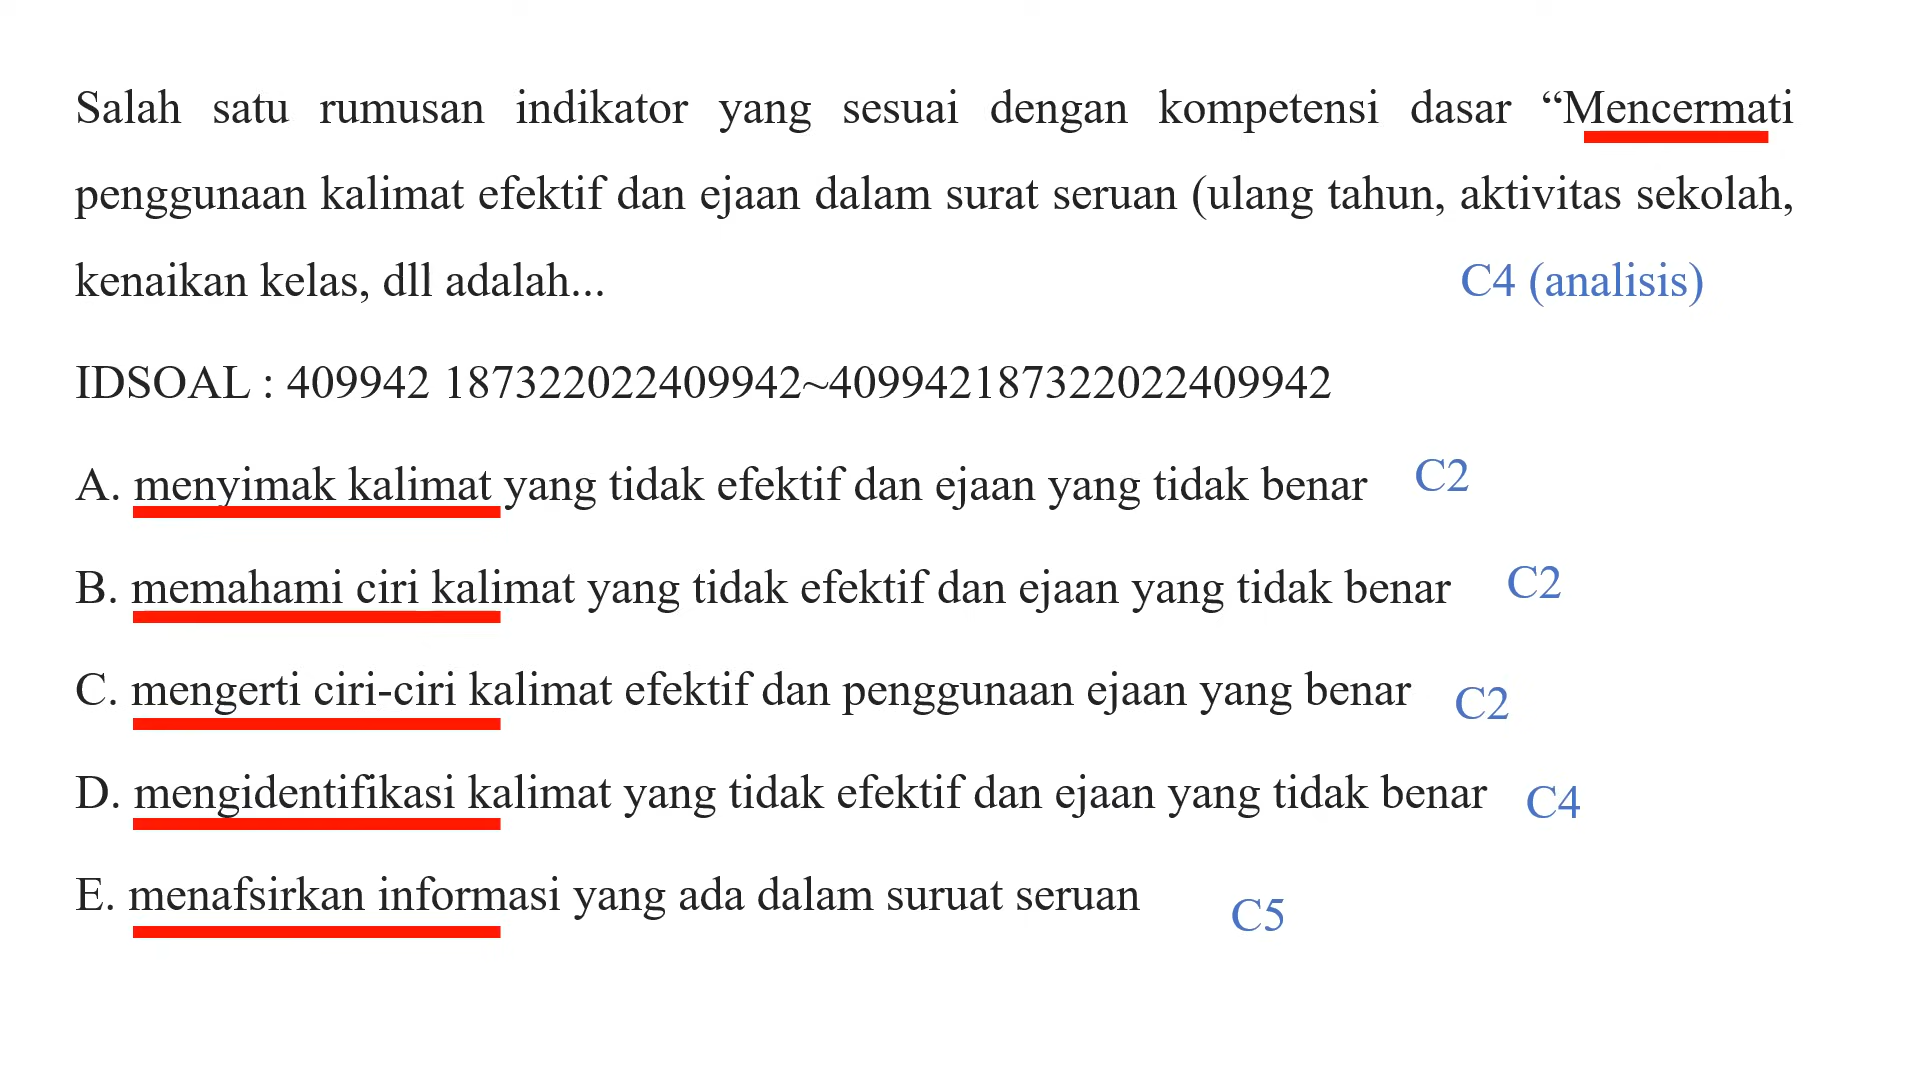 Salah satu rumusan indikator yang sesuai dengan kompetensi dasar “Mencermati
penggunaan kalimat efektif dan ejaan dalam surat seruan (ulang tahun, aktivitas sekolah,
kenaikan kelas, dll adalah... C4 (analisis)
IDSOAL : 409942 187322022409942~409942187322022409942
A. menyimak kalimat yang tidak efektif dan ejaan yang tidak benar C2
B. memahami ciri kalimat yang tidak efektif dan ejaan yang tidak benar C2
C. mengerti ciri-ciri kalimat efektif dan penggunaan ejaan yang benar C2
D. mengidentifikasi kalimat yang tidak efektif dan ejaan yang tidak benar C4
E. menafsirkan informasi yang ada dalam suruat seruan C5